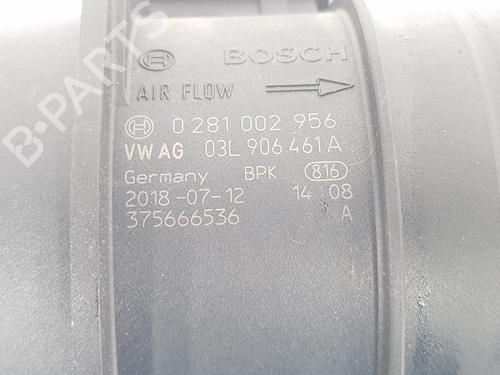 BOSCH
AIR FLOW
0 281 002 956
VW AG 03L 906 461 A
Germany BPK 816
2018-07-12 14:08
375666536 A
B-PARTS